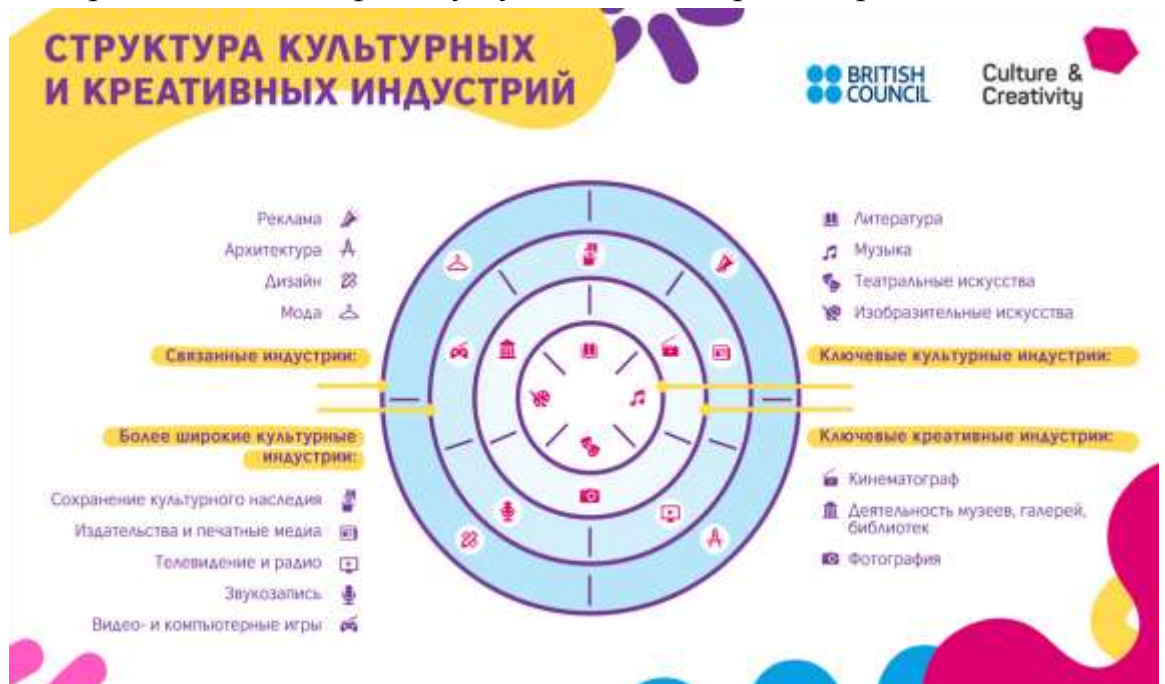 СТРУКТУРА КУЛЬТУРНЫХ
И КРЕАТИВНЫХ ИНДУСТРИЙ
BRITISH
COUNCIL
Culture &
Creativity
Реклама
Архитектура
Дизайн
Мода
Связанные индустрии:
Более широкие культурные
индустрии:
Сохранение культурного наследия
Издательства и печатные медиа
Телевидение и радио
Звукозапись
Видео- и компьютерные игры
Литература
Музыка
Театральные искусства
Изобразительные искусства
Ключевые культурные индустрии:
Ключевые креативные индустрии:
Кинематограф
Деятельность музеев, галерей,
библиотек
Фотография